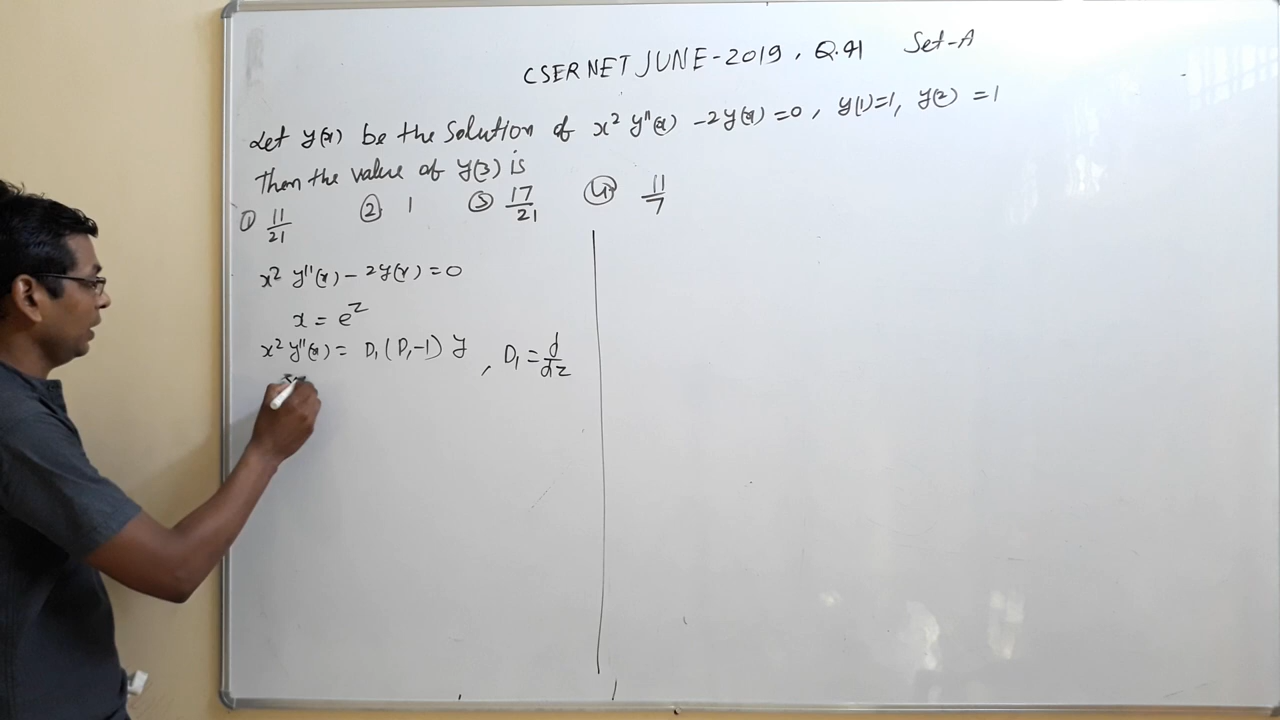 CSER NET JUNE-2019, Q.41 Set-A
Let y(x) be the solution of x² y''(x) -2y(x)=0, y(1)=1, y(2)=1
Then the value of y(3) is
① 11/21 ② 1 ③ 17/21 ④ 11/7
x² y''(x) - 2y(x) = 0
x = e^z
x² y''(x) = D₁(D₁-1) y, D₁ = d/dz